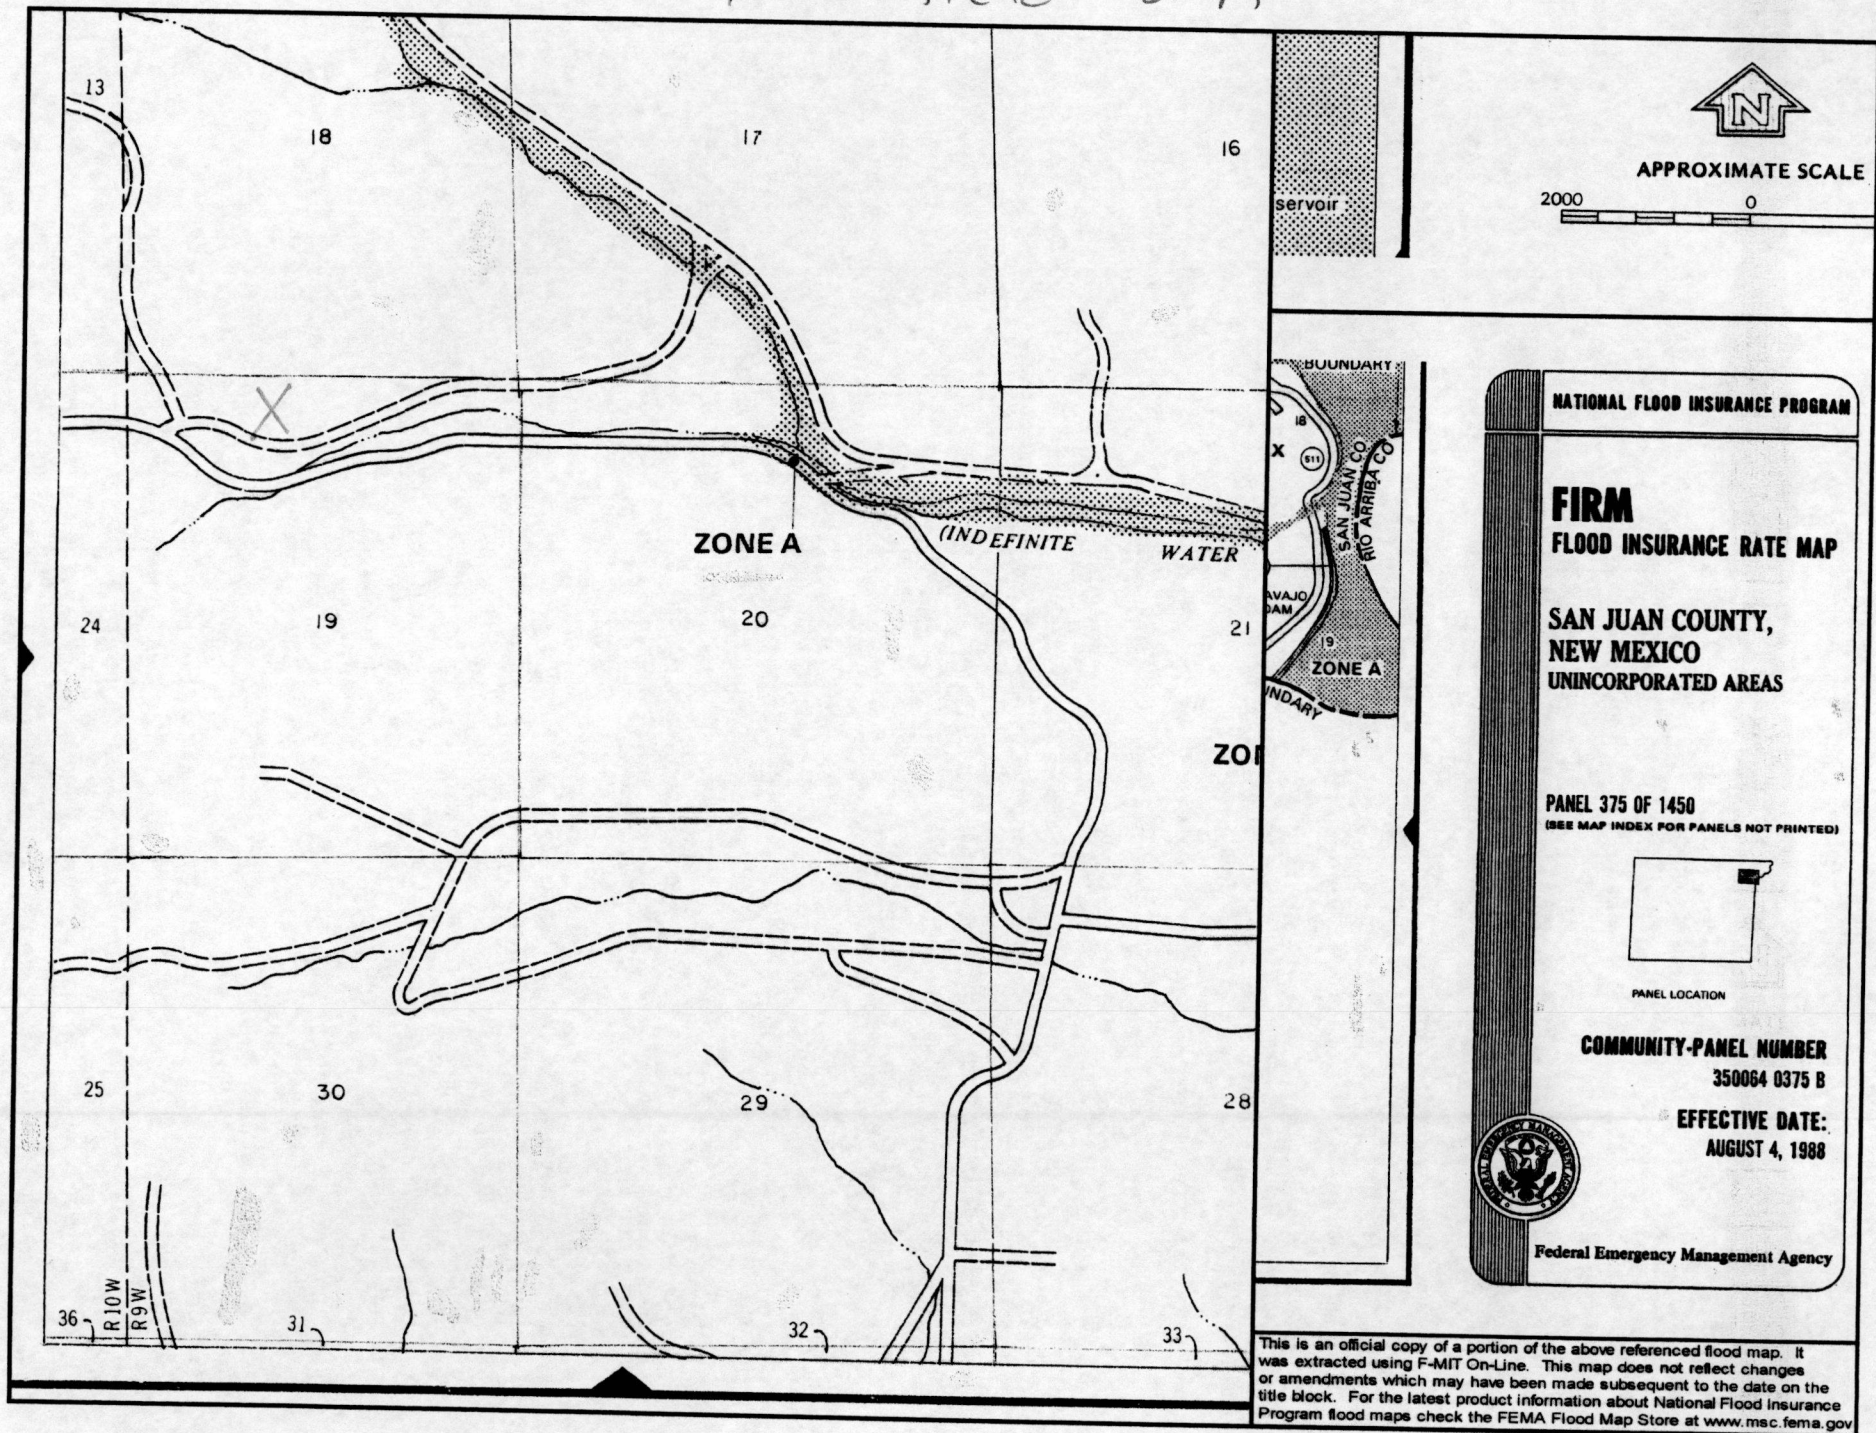 13
18
17
16
24
19
20
21
ZONE A
(INDEFINITE
WATER
ZON
25
30
29
28
36
R10W
R9W
31
32
33
servoir
APPROXIMATE SCALE
2000
0
N
BOUNDARY
18
X
511
SAN JUAN CO
RIO ARRIBA CO
AVAJO
DAM
19
ZONE A
UNDARY
NATIONAL FLOOD INSURANCE PROGRAM
FIRM
FLOOD INSURANCE RATE MAP
SAN JUAN COUNTY,
NEW MEXICO
UNINCORPORATED AREAS
PANEL 375 OF 1450
(SEE MAP INDEX FOR PANELS NOT PRINTED)
PANEL LOCATION
COMMUNITY-PANEL NUMBER
350064 0375 B
EFFECTIVE DATE:
AUGUST 4, 1988
FEDERAL EMERGENCY MANAGEMENT AGENCY
Federal Emergency Management Agency
This is an official copy of a portion of the above referenced flood map. It
was extracted using F-MIT On-Line. This map does not reflect changes
or amendments which may have been made subsequent to the date on the
title block. For the latest product information about National Flood Insurance
Program flood maps check the FEMA Flood Map Store at www.msc.fema.gov